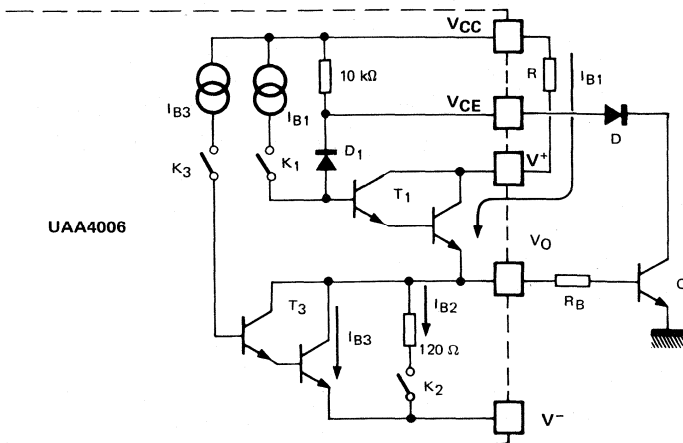 VCC
R
IB1
10 kΩ
IB3
IB1
VCE
D
K3
K1
D1
V+
T1
UAA4006
VO
RB
T3
IB2
IB3
120 Ω
K2
V−